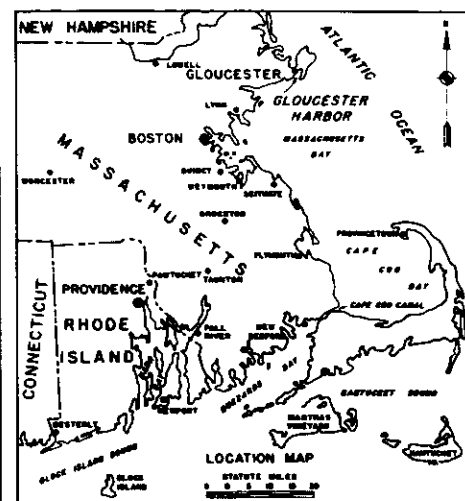 NEW HAMPSHIRE
ATLANTIC
OCEAN
N
LOWELL
GLOUCESTER
LYNN
GLOUCESTER
HARBOR
MASSACHUSETTS
BAY
BOSTON
MASSACHUSETTS
WORCESTER
QUINCY
WEYMOUTH
SCITUATE
BROCKTON
PROVINCETOWN
PLYMOUTH
CAPE
COD
BAY
PAWTUCKET
TAUNTON
PROVIDENCE
CAPE COD CANAL
CONNECTICUT
RHODE
ISLAND
FALL
RIVER
NEW
BEDFORD
BUZZARDS BAY
NANTUCKET SOUND
NEWPORT
MARTHAS
VINEYARD
WESTERLY
NANTUCKET
BLOCK ISLAND SOUND
BLOCK
ISLAND
LOCATION MAP
STATUTE MILES